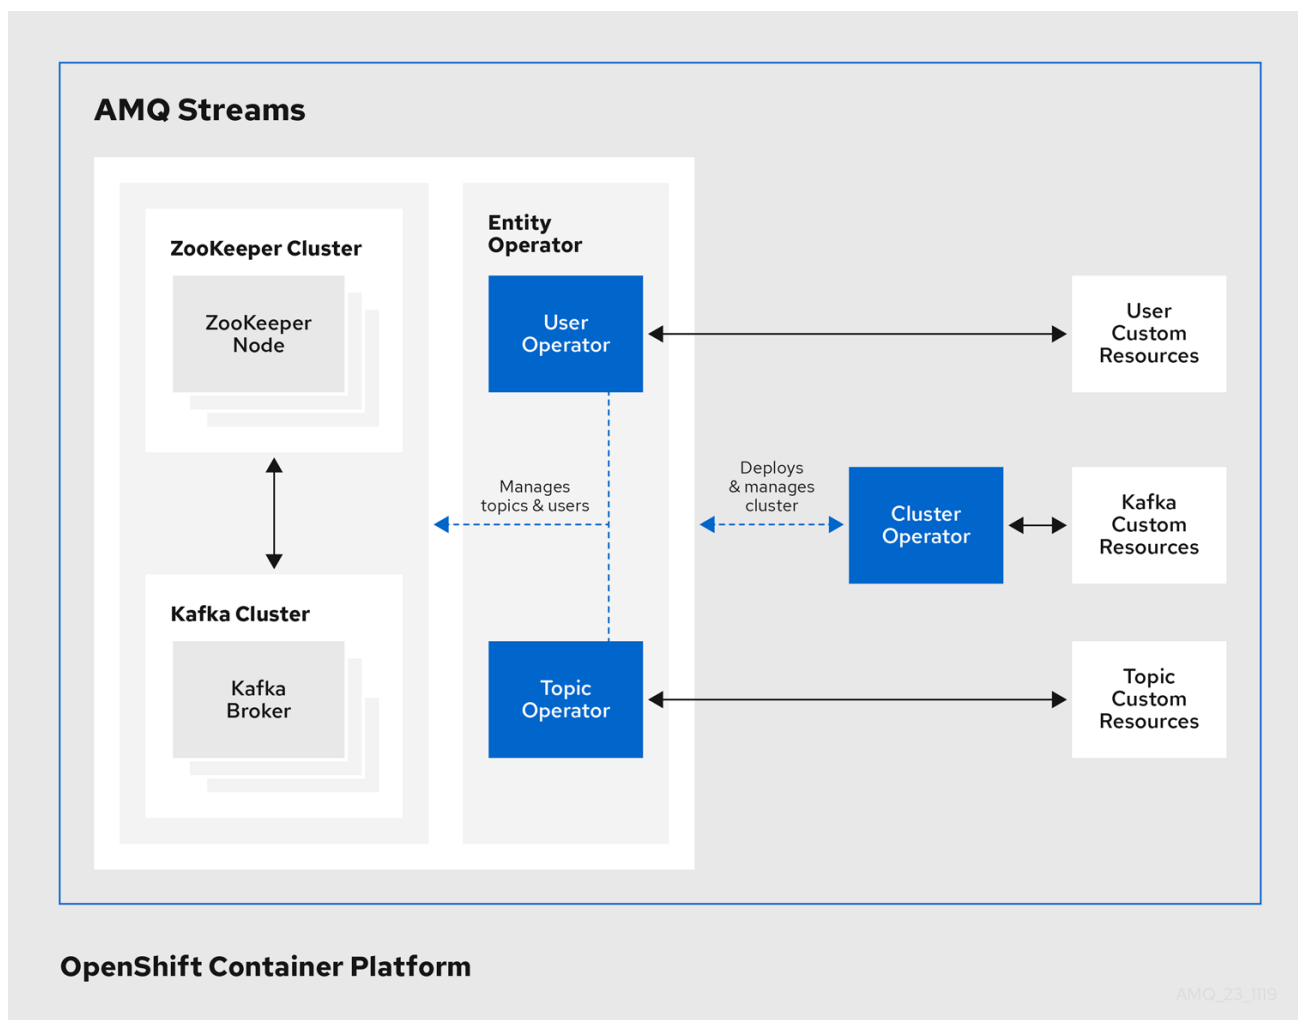 AMQ Streams
ZooKeeper Cluster
ZooKeeper
Node
Kafka Cluster
Kafka
Broker
Entity
Operator
User
Operator
Manages
topics & users
Topic
Operator
Deploys
& manages
cluster
Cluster
Operator
User
Custom
Resources
Kafka
Custom
Resources
Topic
Custom
Resources
OpenShift Container Platform
AMQ_23_1119